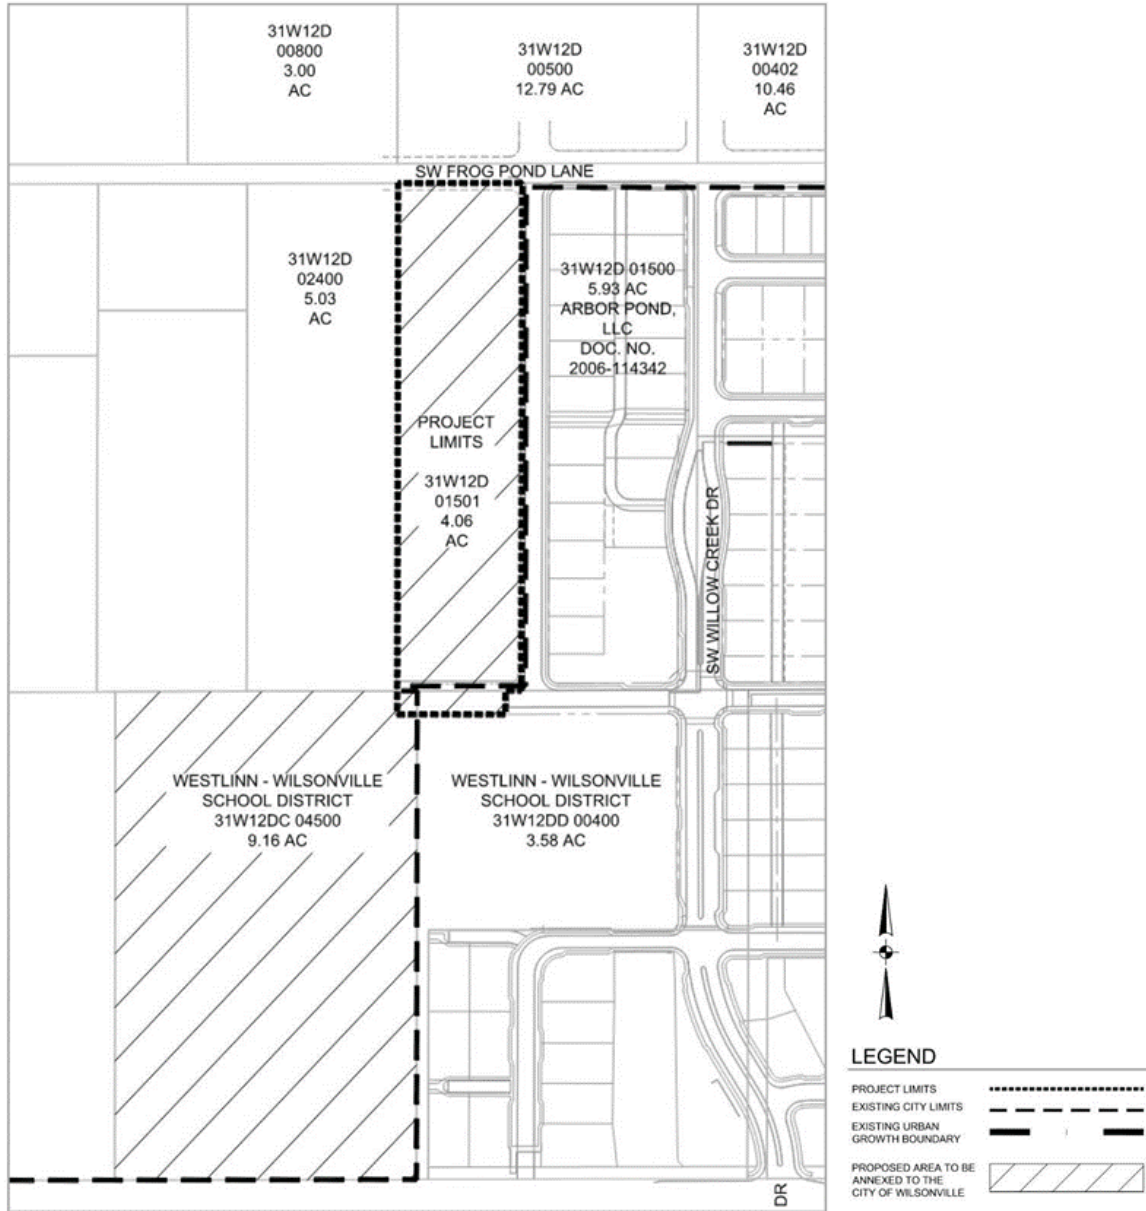 31W12D
00800
3.00
AC
31W12D
00500
12.79 AC
31W12D
00402
10.46
AC
SW FROG POND LANE
31W12D
02400
5.03
AC
31W12D 01500
5.93 AC
ARBOR POND,
LLC
DOC. NO.
2006-114342
PROJECT
LIMITS
31W12D
01501
4.06
AC
SW WILLOW CREEK DR
WESTLINN - WILSONVILLE
SCHOOL DISTRICT
31W12DC 04500
9.16 AC
WESTLINN - WILSONVILLE
SCHOOL DISTRICT
31W12DD 00400
3.58 AC
DR
LEGEND
PROJECT LIMITS
EXISTING CITY LIMITS
EXISTING URBAN
GROWTH BOUNDARY
PROPOSED AREA TO BE
ANNEXED TO THE
CITY OF WILSONVILLE